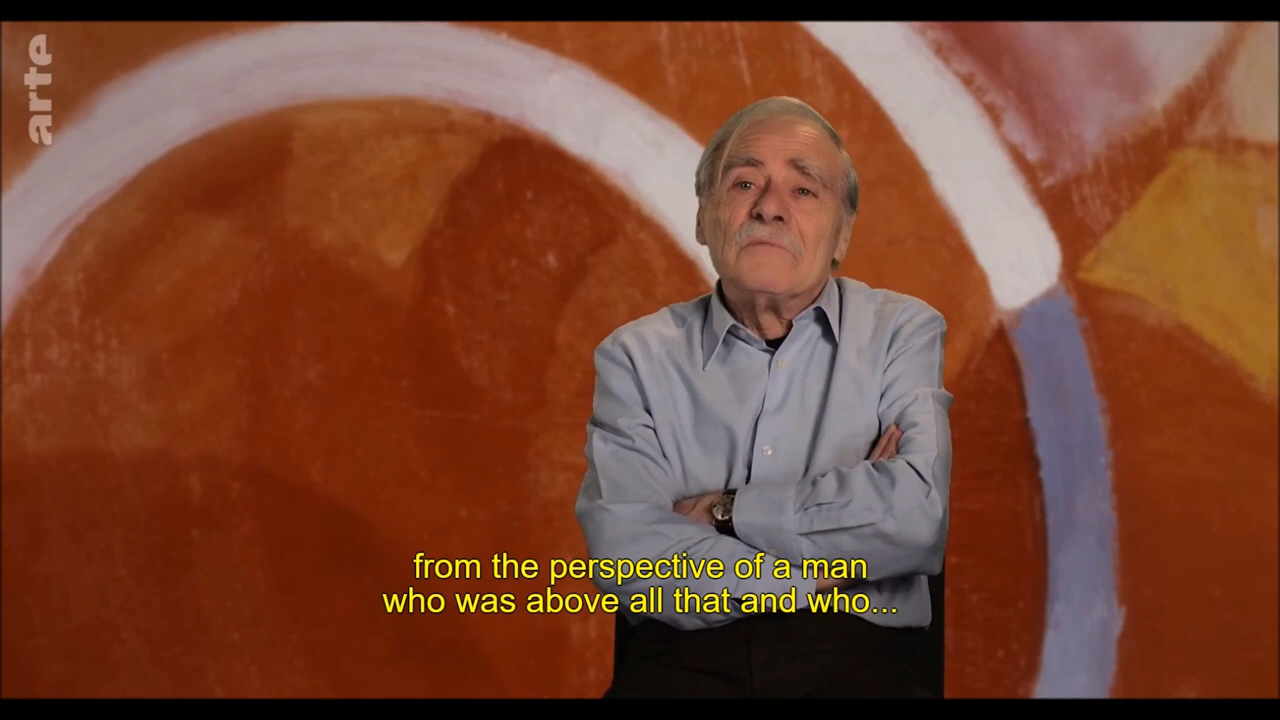 arte
from the perspective of a man
who was above all that and who...